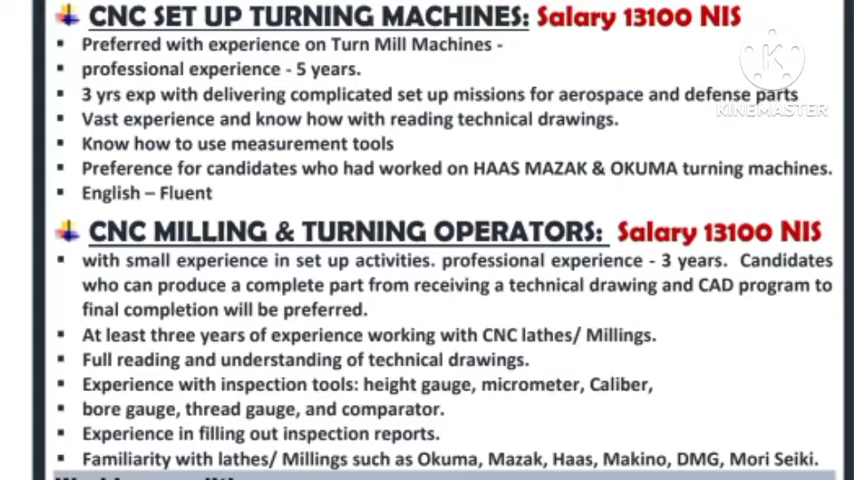 CNC SET UP TURNING MACHINES: Salary 13100 NIS
Preferred with experience on Turn Mill Machines -
professional experience - 5 years.
3 yrs exp with delivering complicated set up missions for aerospace and defense parts
Vast experience and know how with reading technical drawings.
Know how to use measurement tools
Preference for candidates who had worked on HAAS MAZAK & OKUMA turning machines.
English – Fluent
CNC MILLING & TURNING OPERATORS: Salary 13100 NIS
with small experience in set up activities. professional experience - 3 years. Candidates
who can produce a complete part from receiving a technical drawing and CAD program to
final completion will be preferred.
At least three years of experience working with CNC lathes/ Millings.
Full reading and understanding of technical drawings.
Experience with inspection tools: height gauge, micrometer, Caliber,
bore gauge, thread gauge, and comparator.
Experience in filling out inspection reports.
Familiarity with lathes/ Millings such as Okuma, Mazak, Haas, Makino, DMG, Mori Seiki.
K
KINEMASTER